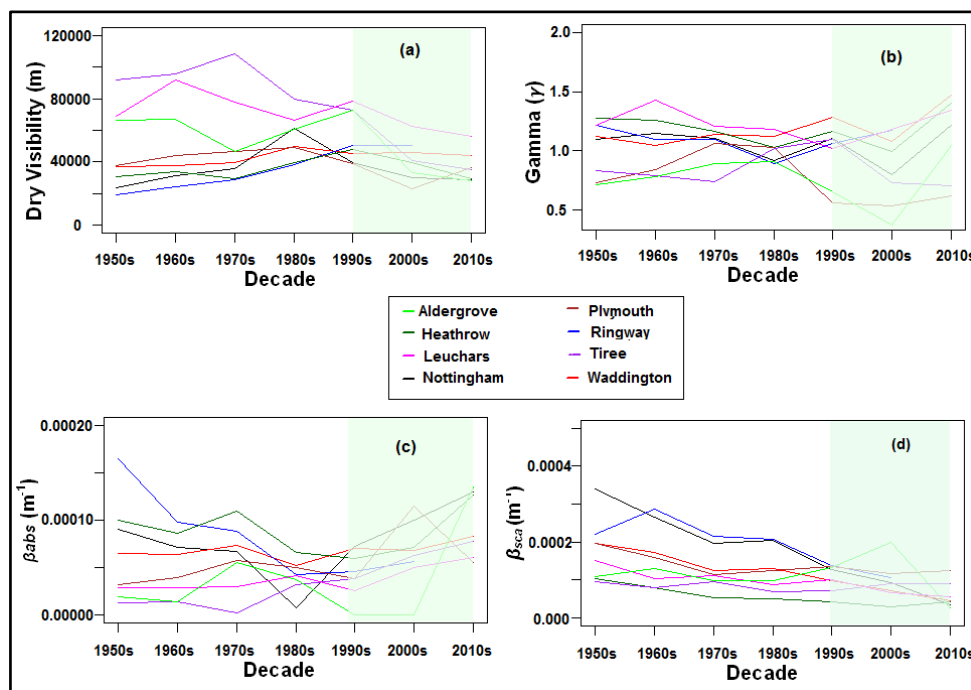 120000
80000
40000
0
Dry Visibility (m)
(a)
1950s 1960s 1970s 1980s 1990s 2000s 2010s
Decade
2.0
1.5
1.0
0.5
Gamma (γ)
(b)
1950s 1960s 1970s 1980s 1990s 2000s 2010s
Decade
Aldergrove
Heathrow
Leuchars
Nottingham
Plymouth
Ringway
Tiree
Waddington
0.00020
0.00010
0.00000
βabs (m⁻¹)
(c)
1950s 1960s 1970s 1980s 1990s 2000s 2010s
Decade
0.0004
0.0002
0.000
βsca (m⁻¹)
(d)
1950s 1960s 1970s 1980s 1990s 2000s 2010s
Decade